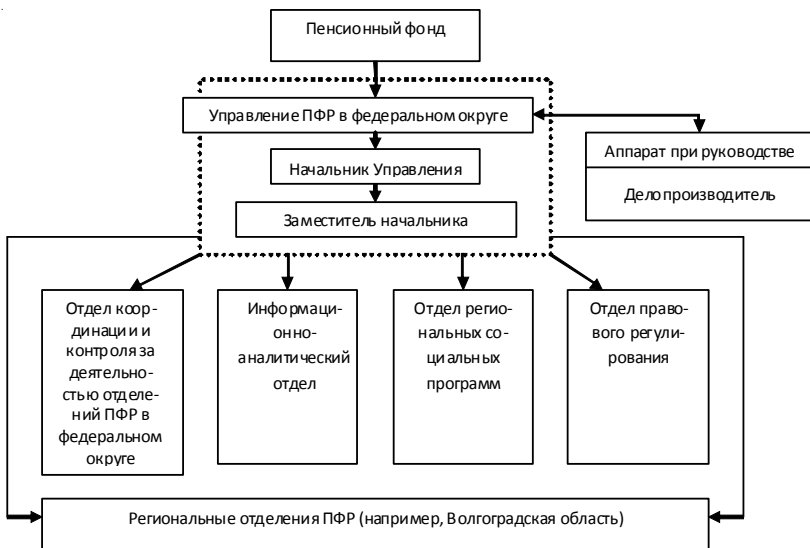 Пенсионный фонд
Управление ПФР в федеральном округе
Начальник Управления
Заместитель начальника
Аппарат при руководстве
Делопроизводитель
Отдел коор-
динации и
контроля за
деятельно-
стью отделе-
ний ПФР в
федеральном
округе
Информаци-
онно-
аналитический
отдел
Отдел регио-
нальных со-
циальных
программ
Отдел право-
вого регули-
рования
Региональные отделения ПФР (например, Волгоградская область)